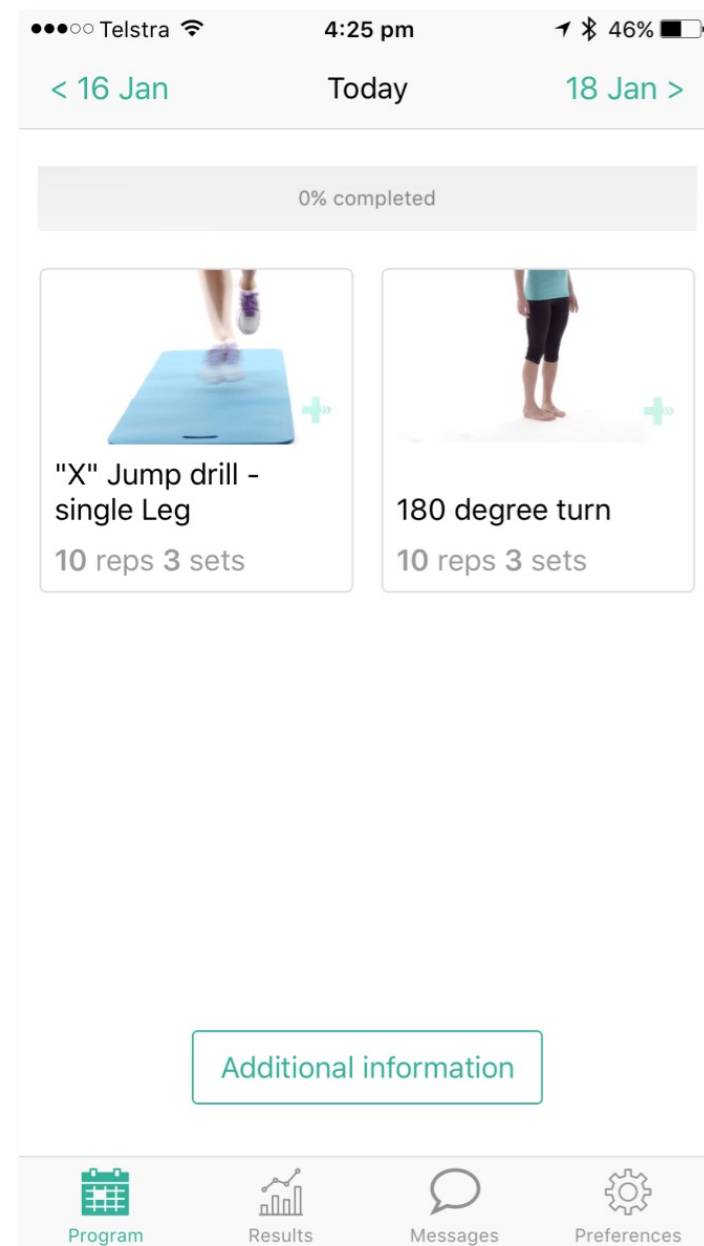 ●●●○○ Telstra 4:25 pm 46%
< 16 Jan Today 18 Jan >
0% completed
"X" Jump drill -
single Leg
10 reps 3 sets
180 degree turn
10 reps 3 sets
Additional information
Program Results Messages Preferences